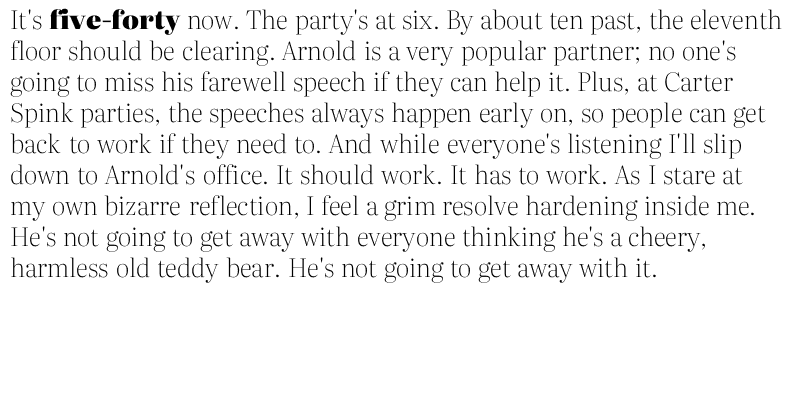 It's five-forty now. The party's at six. By about ten past, the eleventh
floor should be clearing. Arnold is a very popular partner; no one's
going to miss his farewell speech if they can help it. Plus, at Carter
Spink parties, the speeches always happen early on, so people can get
back to work if they need to. And while everyone's listening I'll slip
down to Arnold's office. It should work. It has to work. As I stare at
my own bizarre reflection, I feel a grim resolve hardening inside me.
He's not going to get away with everyone thinking he's a cheery,
harmless old teddy bear. He's not going to get away with it.